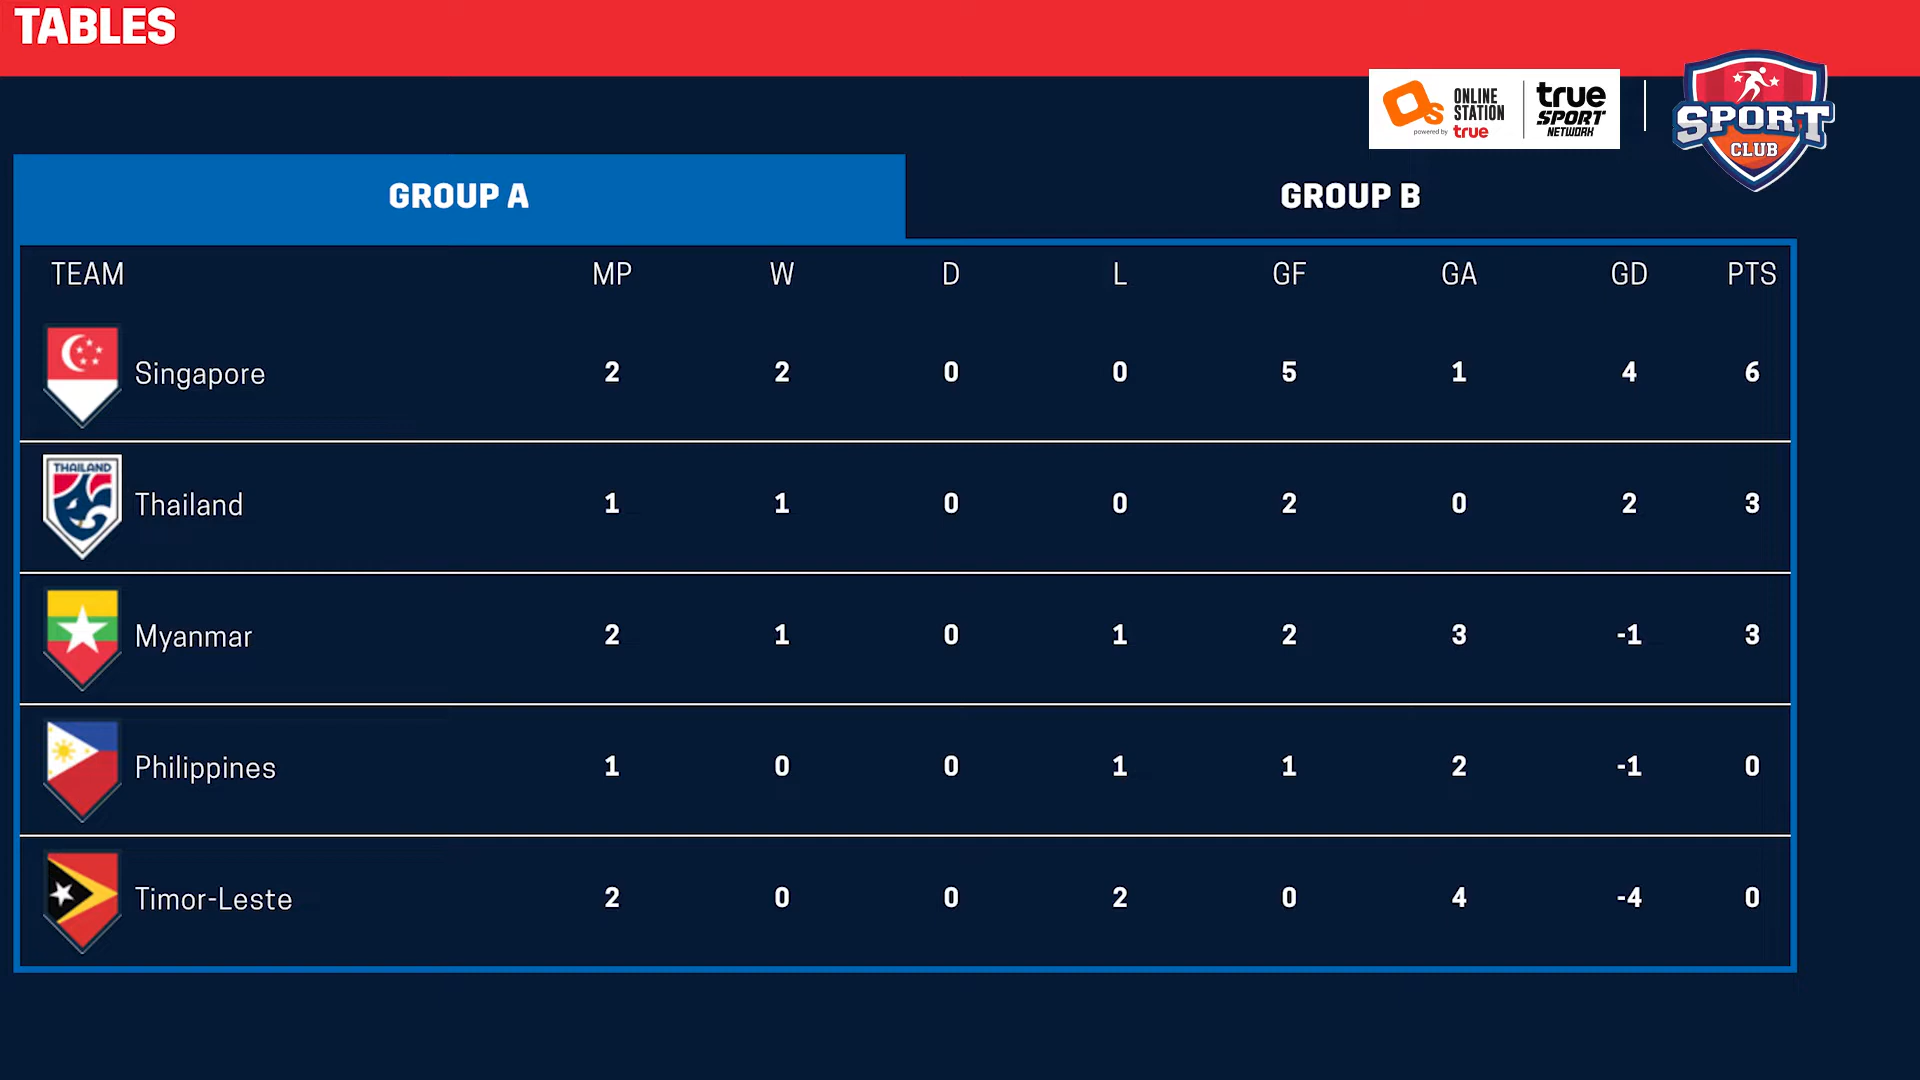 TABLES
Os ONLINE STATION powered by true
true SPORT NETWORK
SPORT CLUB
GROUP A GROUP B
TEAM MP W D L GF GA GD PTS
Singapore 2 2 0 0 5 1 4 6
THAILAND
Thailand 1 1 0 0 2 0 2 3
Myanmar 2 1 0 1 2 3 -1 3
Philippines 1 0 0 1 1 2 -1 0
Timor-Leste 2 0 0 2 0 4 -4 0